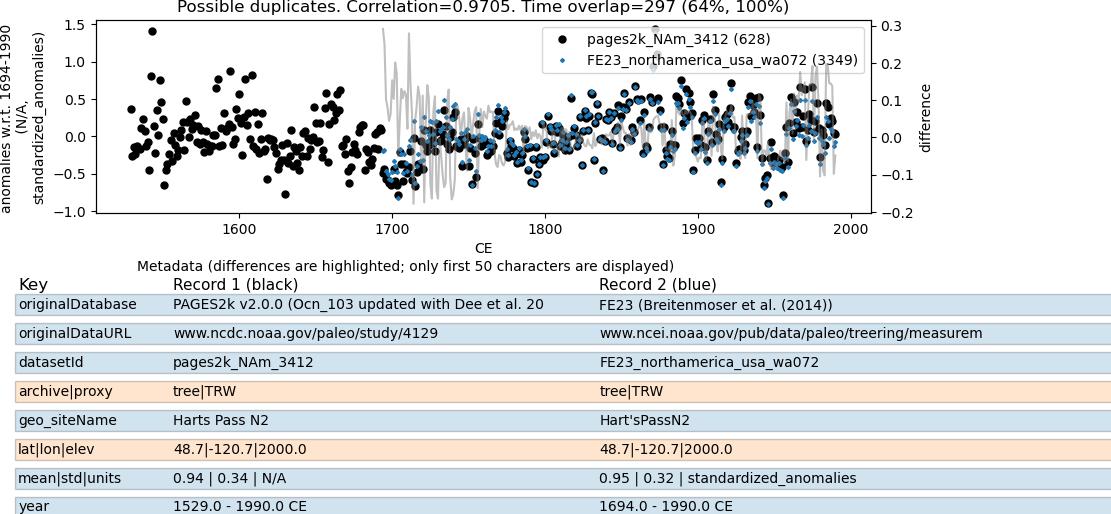 Possible duplicates. Correlation=0.9705. Time overlap=297 (64%, 100%)
anomalies w.r.t. 1694-1990
(N/A,
standardized_anomalies)
1.5
1.0
0.5
0.0
−0.5
−1.0
pages2k_NAm_3412 (628)
FE23_northamerica_usa_wa072 (3349)
0.3
0.2
0.1
0.0
−0.1
−0.2
difference
1600
1700
1800
1900
2000
CE
Metadata (differences are highlighted; only first 50 characters are displayed)
Key Record 1 (black) Record 2 (blue)
originalDatabase PAGES2k v2.0.0 (Ocn_103 updated with Dee et al. 20 FE23 (Breitenmoser et al. (2014))
originalDataURL www.ncdc.noaa.gov/paleo/study/4129 www.ncei.noaa.gov/pub/data/paleo/treering/measurem
datasetId pages2k_NAm_3412 FE23_northamerica_usa_wa072
archive|proxy tree|TRW tree|TRW
geo_siteName Harts Pass N2 Hart'sPassN2
lat|lon|elev 48.7|-120.7|2000.0 48.7|-120.7|2000.0
mean|std|units 0.94 | 0.34 | N/A 0.95 | 0.32 | standardized_anomalies
year 1529.0 - 1990.0 CE 1694.0 - 1990.0 CE